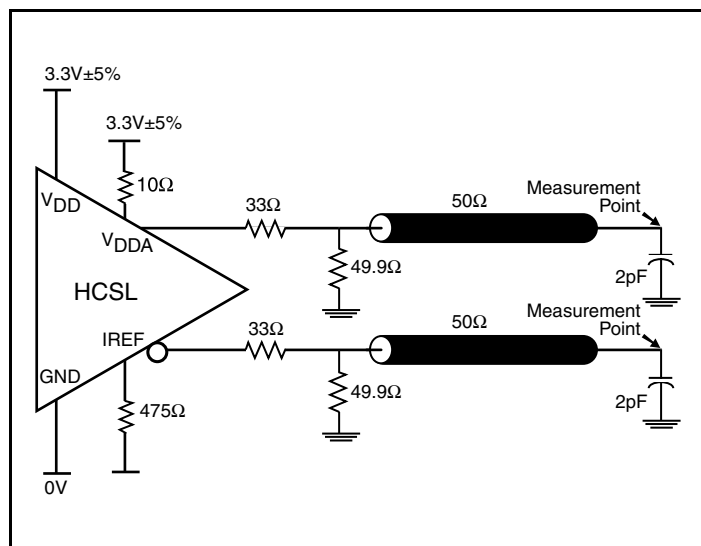 3.3V±5%
3.3V±5%
10Ω
VDD
VDDA
33Ω
50Ω
Measurement
Point
49.9Ω
2pF
HCSL
IREF
33Ω
50Ω
Measurement
Point
GND
475Ω
49.9Ω
2pF
0V